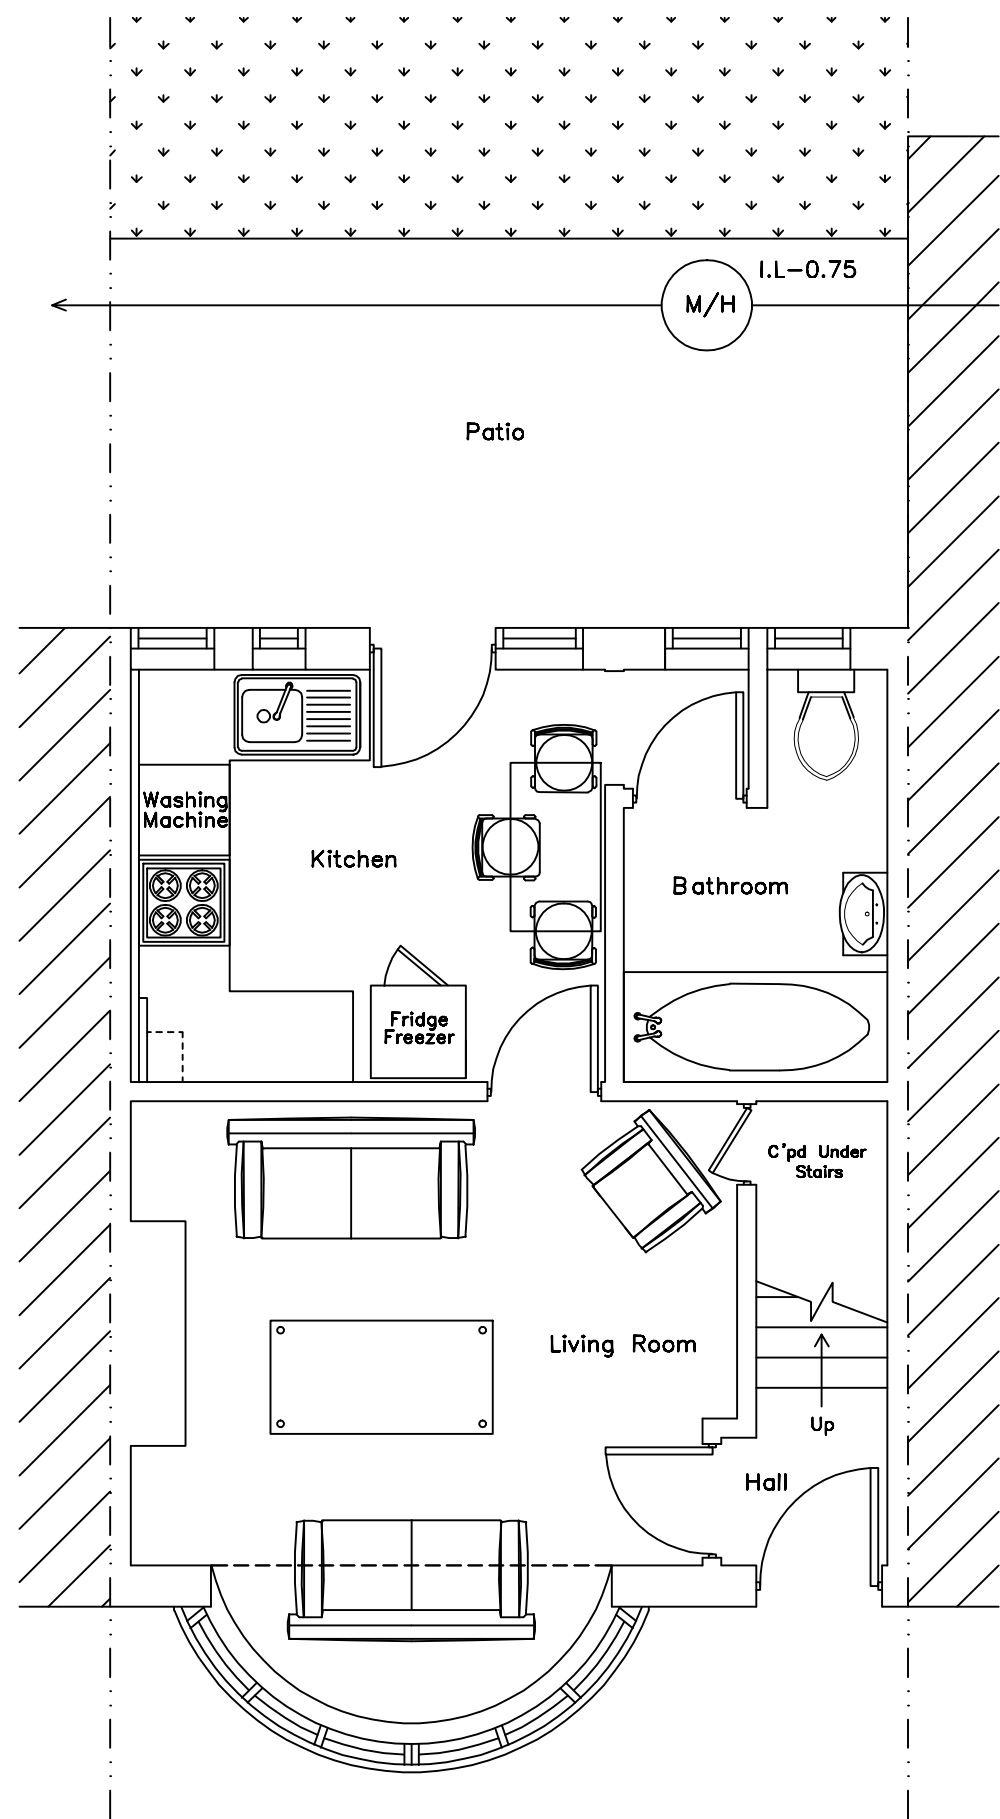 I.L-0.75
M/H
Patio
Washing
Machine
Kitchen
Bathroom
Fridge
Freezer
C'pd Under
Stairs
Living Room
Up
Hall